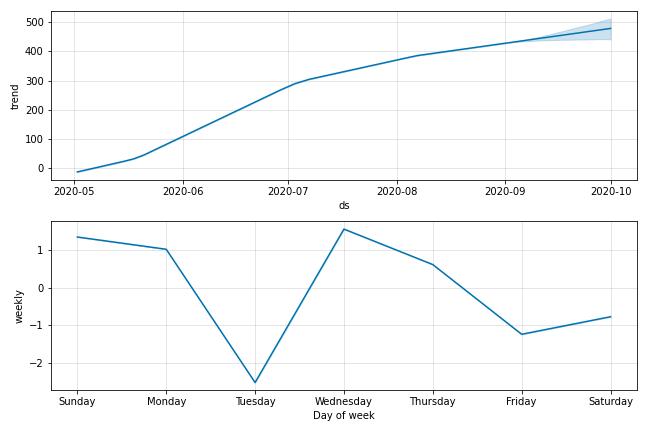 500
400
300
200
100
0
trend
2020-05 2020-06 2020-07 2020-08 2020-09 2020-10
ds
1
0
−1
−2
weekly
Sunday Monday Tuesday Wednesday Thursday Friday Saturday
Day of week